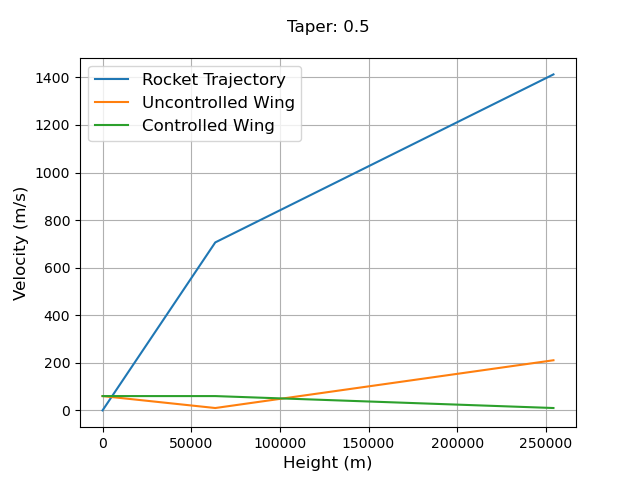 Taper: 0.5
Rocket Trajectory
Uncontrolled Wing
Controlled Wing
Velocity (m/s)
1400
1200
1000
800
600
400
200
0
0 50000 100000 150000 200000 250000
Height (m)